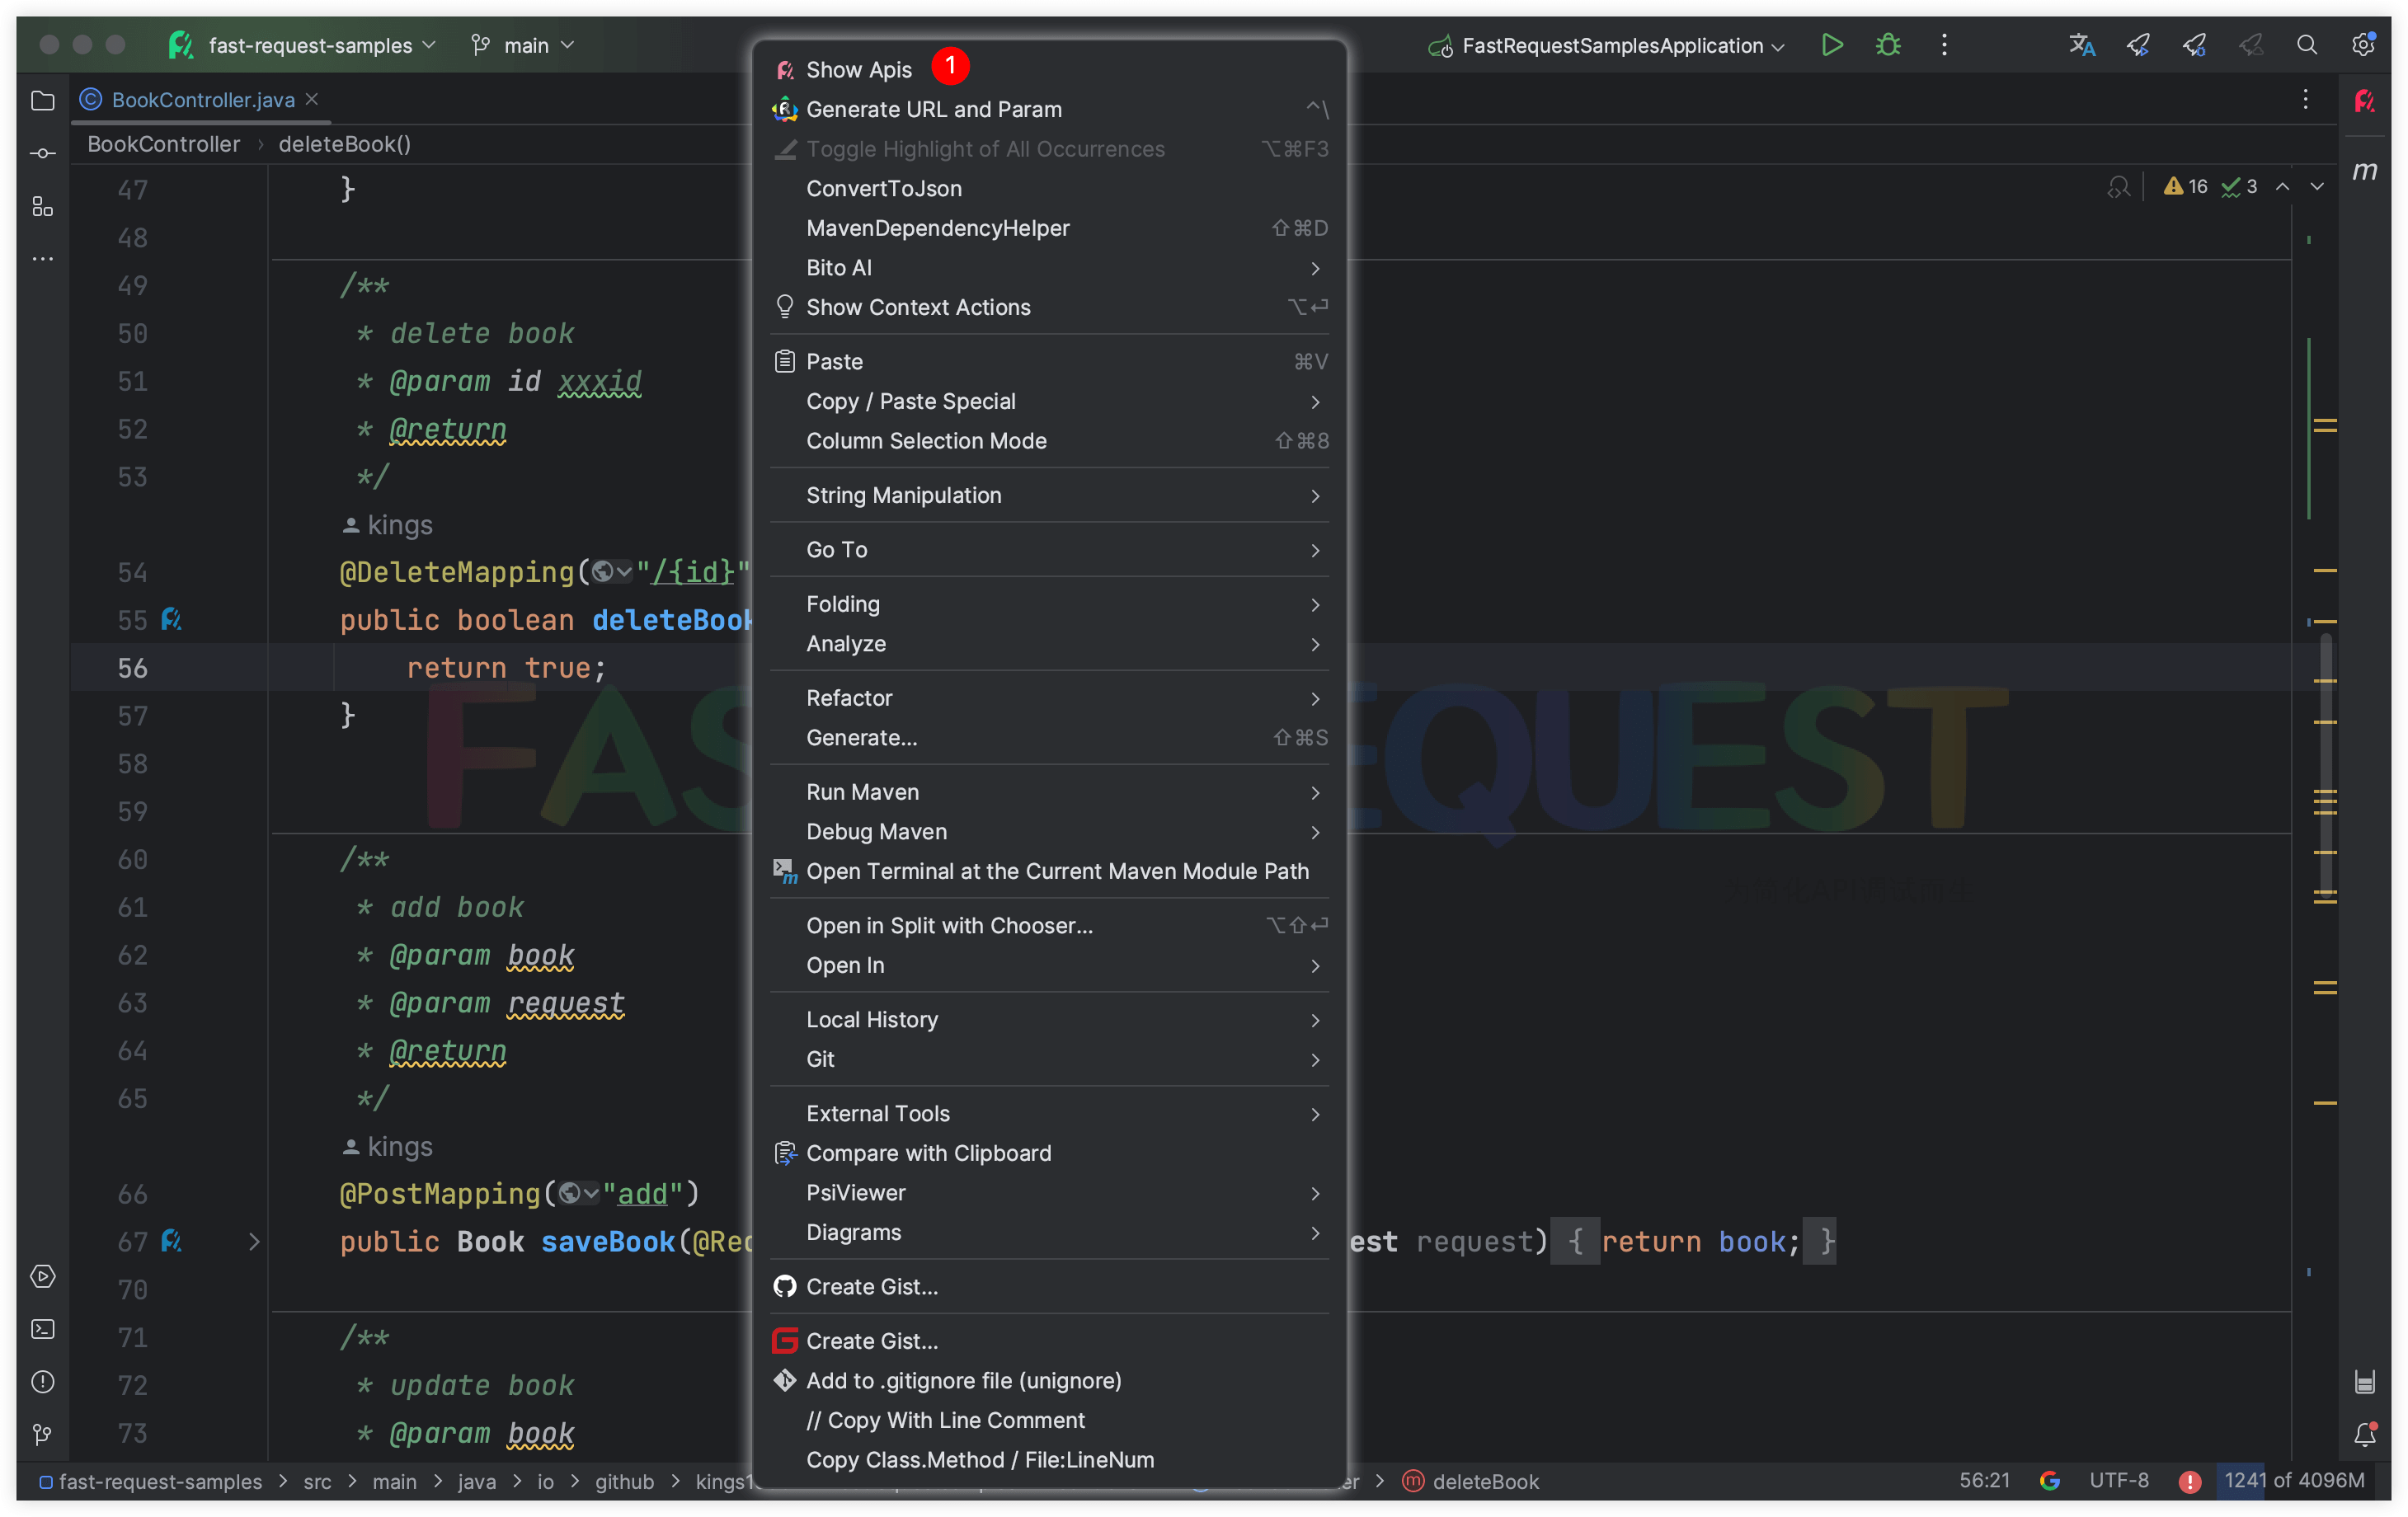 fast-request-samples
main
FastRequestSamplesApplication
BookController.java
BookController › deleteBook()
16
3
47 }
48
49 /**
50 * delete book
51 * @param id xxxid
52 * @return
53 */
kings
54 @DeleteMapping("/{id}"
55 public boolean deleteBook
56 return true;
57 }
58
59
60 /**
61 * add book
62 * @param book
63 * @param request
64 * @return
65 */
kings
66 @PostMapping("add")
67 public Book saveBook(@Rec
est request) { return book; }
70
71 /**
72 * update book
73 * @param book
FAS
EQUEST
Show Apis
1
Generate URL and Param ^\
Toggle Highlight of All Occurrences ⌥⌘F3
ConvertToJson
MavenDependencyHelper ⇧⌘D
Bito AI
Show Context Actions ⌥⏎
Paste ⌘V
Copy / Paste Special
Column Selection Mode ⇧⌘8
String Manipulation
Go To
Folding
Analyze
Refactor
Generate... ⇧⌘S
Run Maven
Debug Maven
Open Terminal at the Current Maven Module Path
Open in Split with Chooser... ⌥⇧⏎
Open In
Local History
Git
External Tools
Compare with Clipboard
PsiViewer
Diagrams
Create Gist...
Create Gist...
Add to .gitignore file (unignore)
// Copy With Line Comment
Copy Class.Method / File:LineNum
fast-request-samples > src > main > java > io > github > kings1
er > deleteBook
56:21
UTF-8
1241 of 4096M